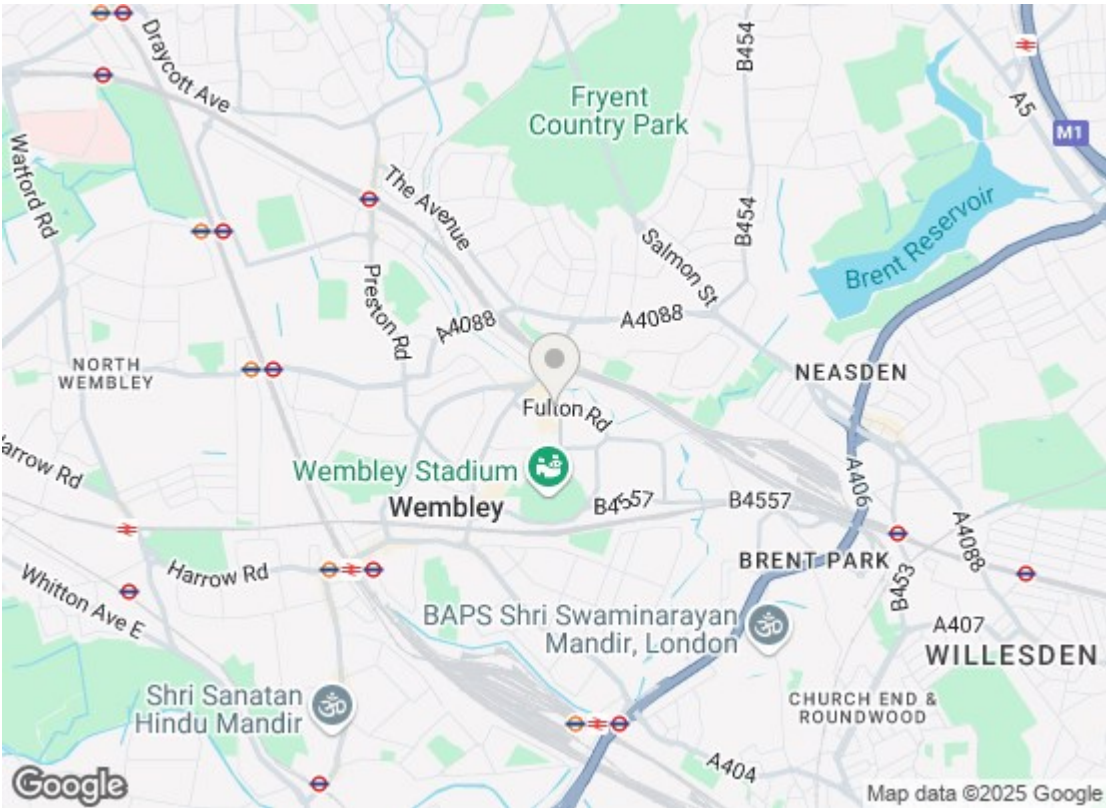 Draycott Ave
B454
A5
M1
Fryent
Country Park
Watford Rd
The Avenue
B454
Salmon St
Brent Reservoir
Preston Rd
A4088
A4088
NORTH
WEMBLEY
NEASDEN
Fulton Rd
Harrow Rd
Wembley Stadium
Wembley
B4557
B4557
A406
A4088
Harrow Rd
Whitton Ave E
BRENT PARK
B453
BAPS Shri Swaminarayan
Mandir, London
A407
WILLESDEN
Shri Sanatan
Hindu Mandir
CHURCH END &
ROUNDWOOD
A404
Google
Map data ©2025 Google